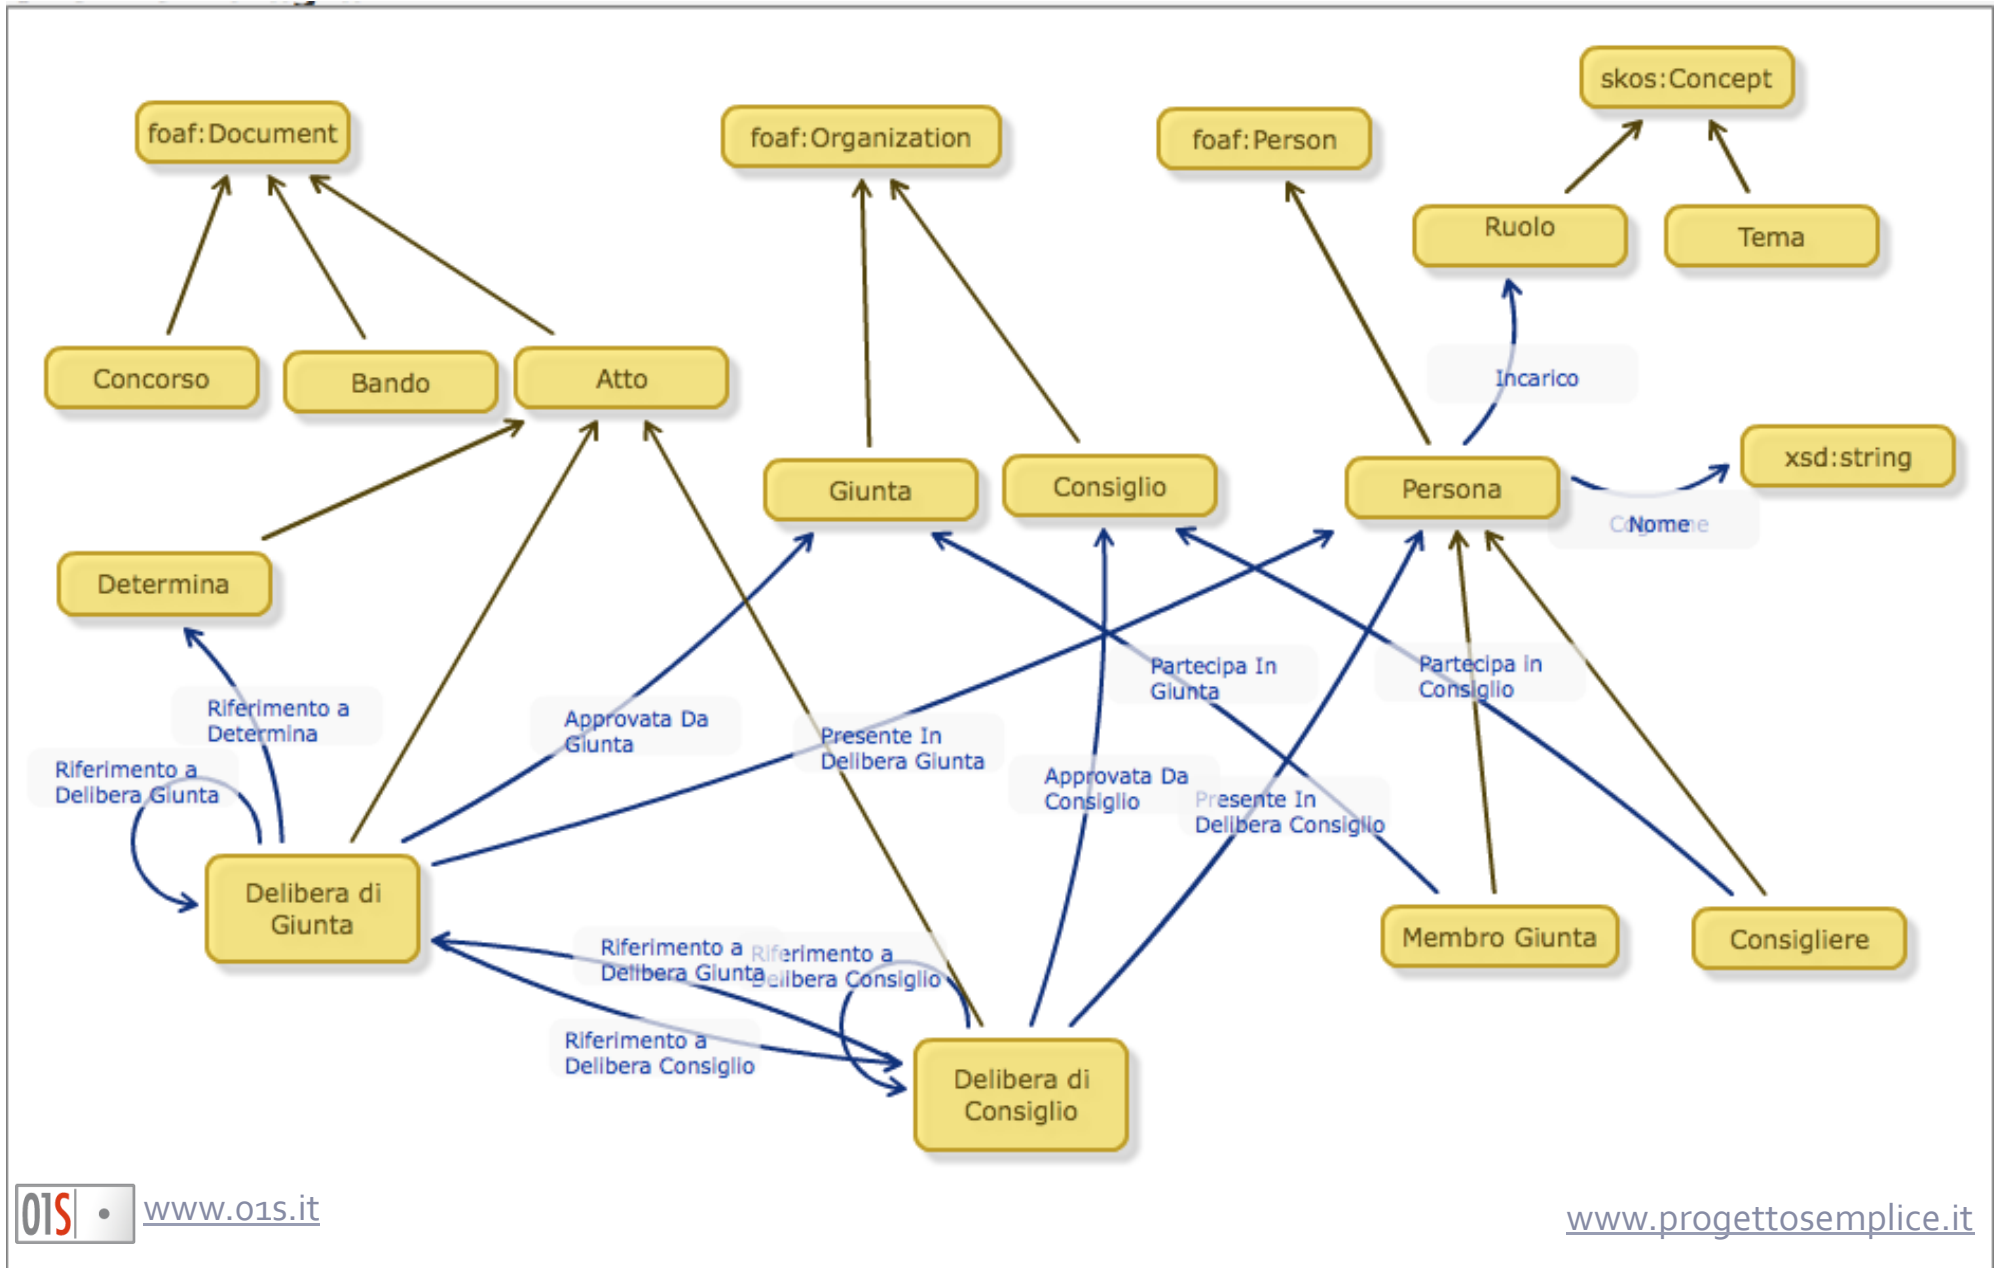 skos:Concept
foaf:Document
foaf:Organization
foaf:Person
Ruolo
Tema
Concorso
Bando
Atto
Incarico
xsd:string
Giunta
Consiglio
Persona
Nome
Determina
Partecipa In
Giunta
Partecipa in
Consiglio
Riferimento a
Determina
Approvata Da
Giunta
Presente In
Delibera Giunta
Riferimento a
Delibera Giunta
Approvata Da
Consiglio
Presente In
Delibera Consiglio
Delibera di
Giunta
Membro Giunta
Consigliere
Riferimento a
Delibera Giunta
Riferimento a
Delibera Consiglio
Riferimento a
Delibera Consiglio
Delibera di
Consiglio
01S
www.01s.it
www.progettosemplice.it